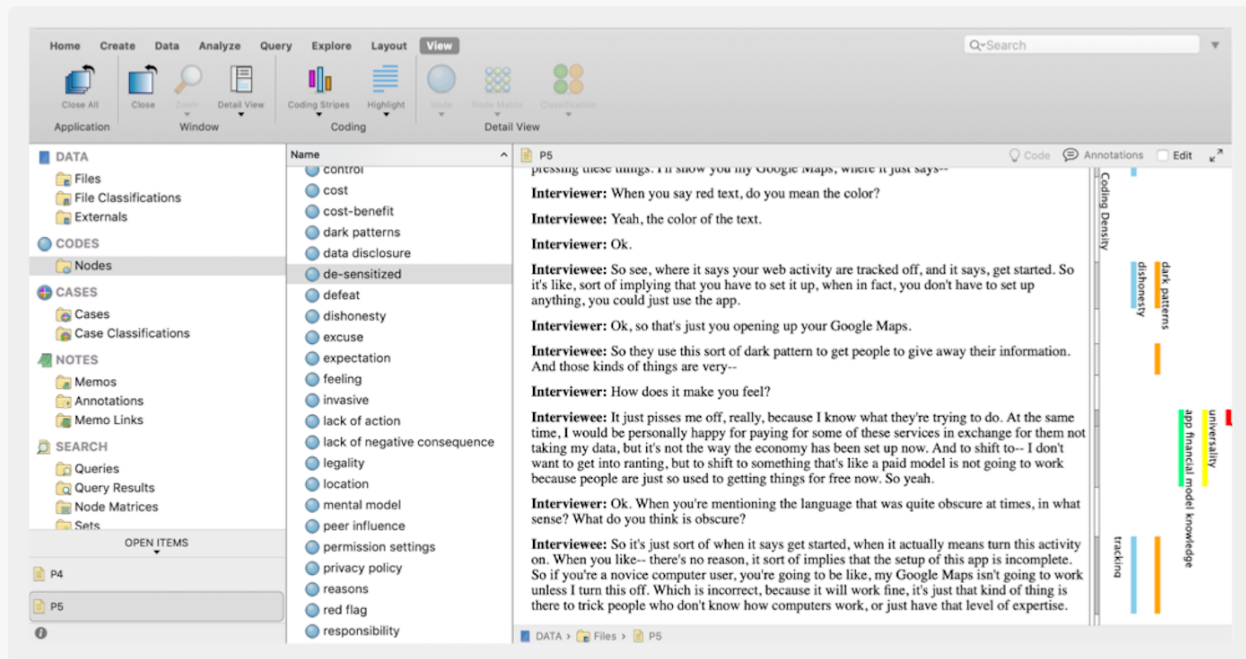 Home Create Data Analyze Query Explore Layout View
Search
Close All Close Zoom Detail View Coding Stripes Highlight Node Node Matrix Classification
Application Window Coding Detail View
DATA
Files
File Classifications
Externals
CODES
Nodes
CASES
Cases
Case Classifications
NOTES
Memos
Annotations
Memo Links
SEARCH
Queries
Query Results
Node Matrices
Sets
OPEN ITEMS
P4
P5
Name
control
cost
cost-benefit
dark patterns
data disclosure
de-sensitized
defeat
dishonesty
excuse
expectation
feeling
invasive
lack of action
lack of negative consequence
legality
location
mental model
peer influence
permission settings
privacy policy
reasons
red flag
responsibility
P5
Code Annotations Edit
pressing these things. I'll show you my Google Maps, where it just says--
Interviewer: When you say red text, do you mean the color?
Interviewee: Yeah, the color of the text.
Interviewer: Ok.
Interviewee: So see, where it says your web activity are tracked off, and it says, get started. So
it's like, sort of implying that you have to set it up, when in fact, you don't have to set up
anything, you could just use the app.
Interviewer: Ok, so that's just you opening up your Google Maps.
Interviewee: So they use this sort of dark pattern to get people to give away their information.
And those kinds of things are very--
Interviewer: How does it make you feel?
Interviewee: It just pisses me off, really, because I know what they're trying to do. At the same
time, I would be personally happy for paying for some of these services in exchange for them not
taking my data, but it's not the way the economy has been set up now. And to shift to-- I don't
want to get into ranting, but to shift to something that's like a paid model is not going to work
because people are just so used to getting things for free now. So yeah.
Interviewer: Ok. When you're mentioning the language that was quite obscure at times, in what
sense? What do you think is obscure?
Interviewee: So it's just sort of when it says get started, when it actually means turn this activity
on. When you like-- there's no reason, it sort of implies that the setup of this app is incomplete.
So if you're a novice computer user, you're going to be like, my Google Maps isn't going to work
unless I turn this off. Which is incorrect, because it will work fine, it's just that kind of thing is
there to trick people who don't know how computers work, or just have that level of expertise.
DATA › Files › P5
Coding Density
dishonesty
dark patterns
universality
app financial model knowledge
tracking